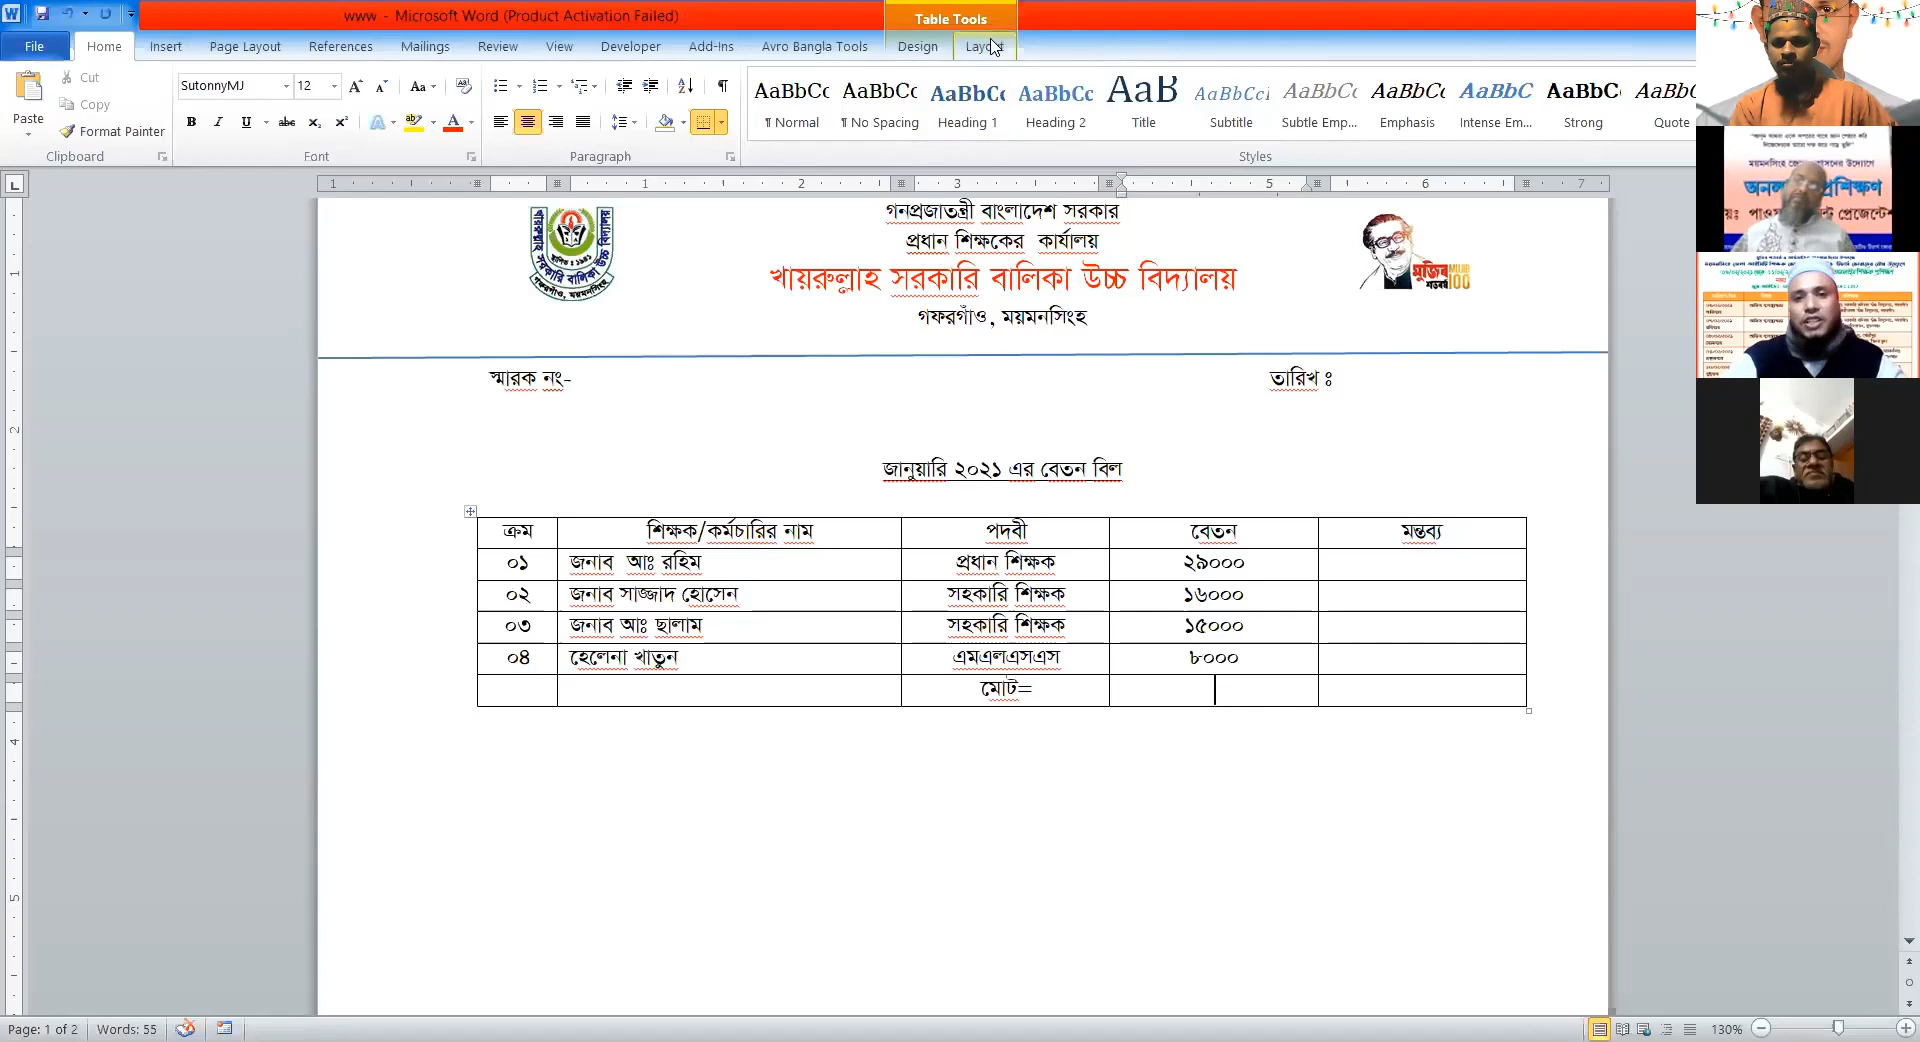 www - Microsoft Word (Product Activation Failed)
Table Tools
File Home Insert Page Layout References Mailings Review View Developer Add-Ins Avro Bangla Tools Design Layout
Paste
Cut
Copy
Format Painter
SutonnyMJ 12
AaBbCc AaBbCc AaBbCc AaBbCc AaB AaBbCcI AaBbCc AaBbCc AaBbC AaBbC AaBbC
¶ Normal ¶ No Spacing Heading 1 Heading 2 Title Subtitle Subtle Emp... Emphasis Intense Em... Strong Quote
Clipboard Font Paragraph Styles
গনপ্রজাতন্ত্রী বাংলাদেশ সরকার
প্রধান শিক্ষকের কার্যালয়
খায়রুল্লাহ সরকারি বালিকা উচ্চ বিদ্যালয়
গফরগাঁও, ময়মনসিংহ
মুজিব MUJIB
শতবর্ষ 100
স্মারক নং- তারিখ ঃ
জানুয়ারি ২০২১ এর বেতন বিল
ক্রম শিক্ষক/কর্মচারির নাম পদবী বেতন মন্তব্য
০১ জনাব আঃ রহিম প্রধান শিক্ষক ২৯০০০
০২ জনাব সাজ্জাদ হোসেন সহকারি শিক্ষক ১৬০০০
০৩ জনাব আঃ ছালাম সহকারি শিক্ষক ১৫০০০
০৪ হেলেনা খাতুন এমএলএসএস ৮০০০
মোট=
Page: 1 of 2 Words: 55 130%